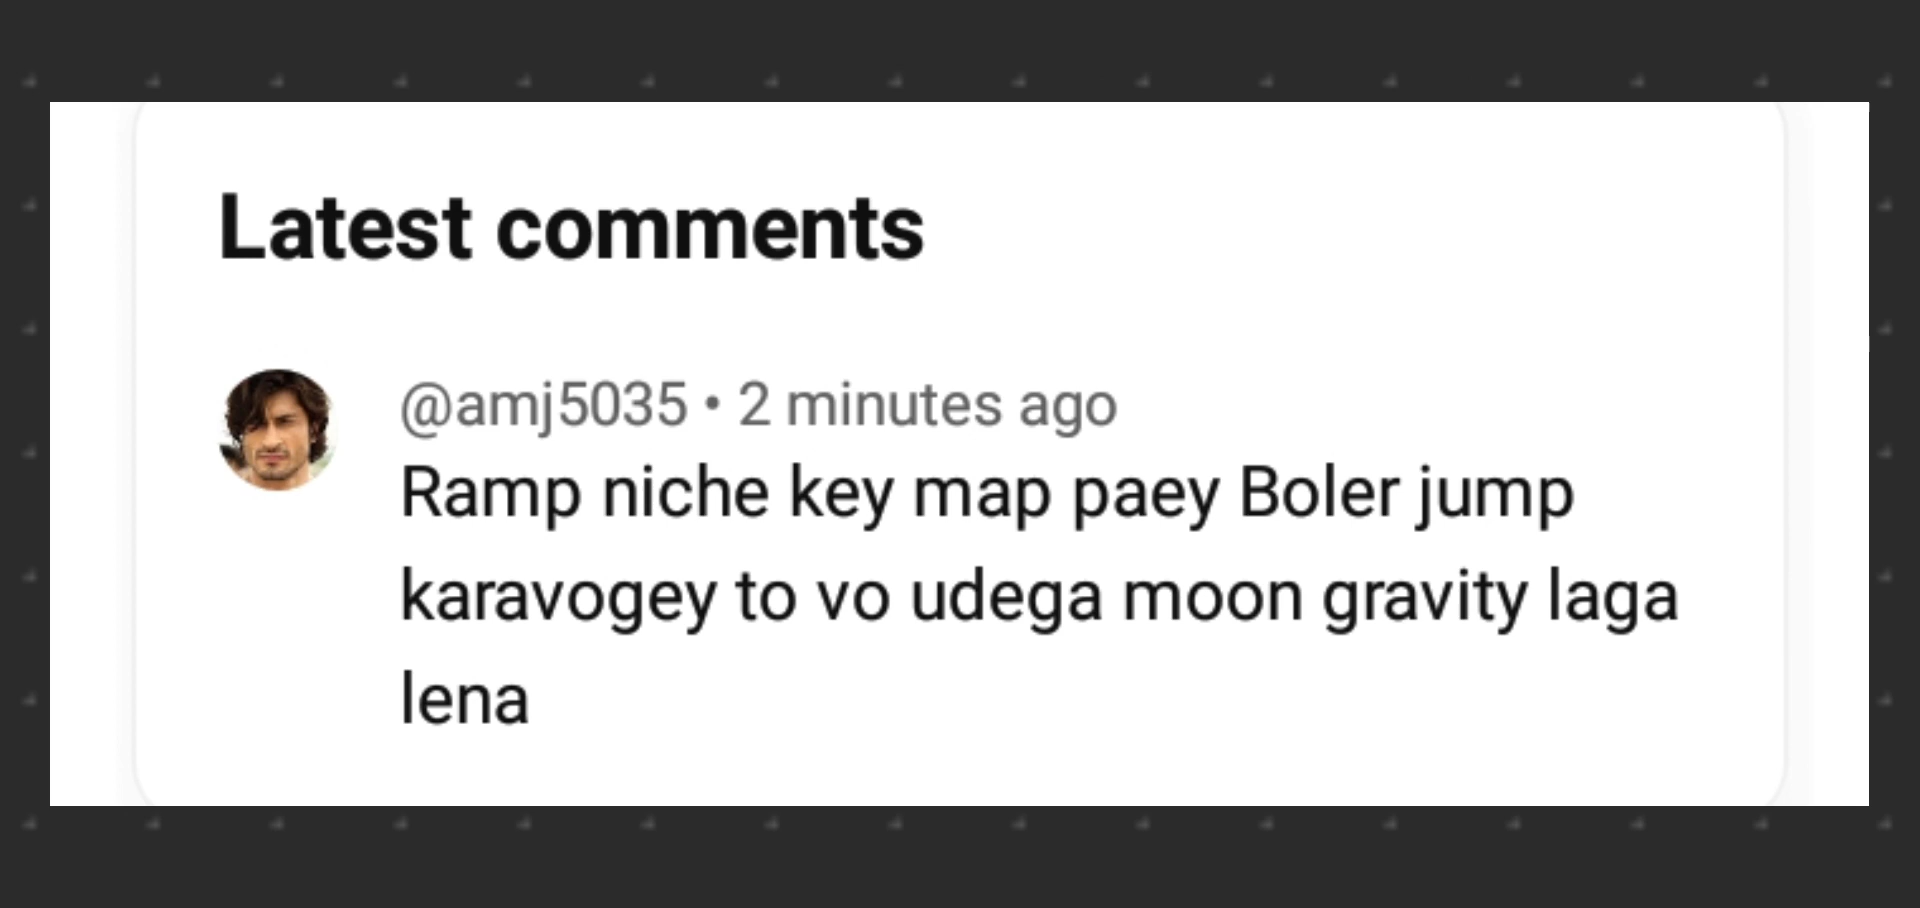 Latest comments
@amj5035 • 2 minutes ago
Ramp niche key map paey Boler jump
karavogey to vo udega moon gravity laga
lena